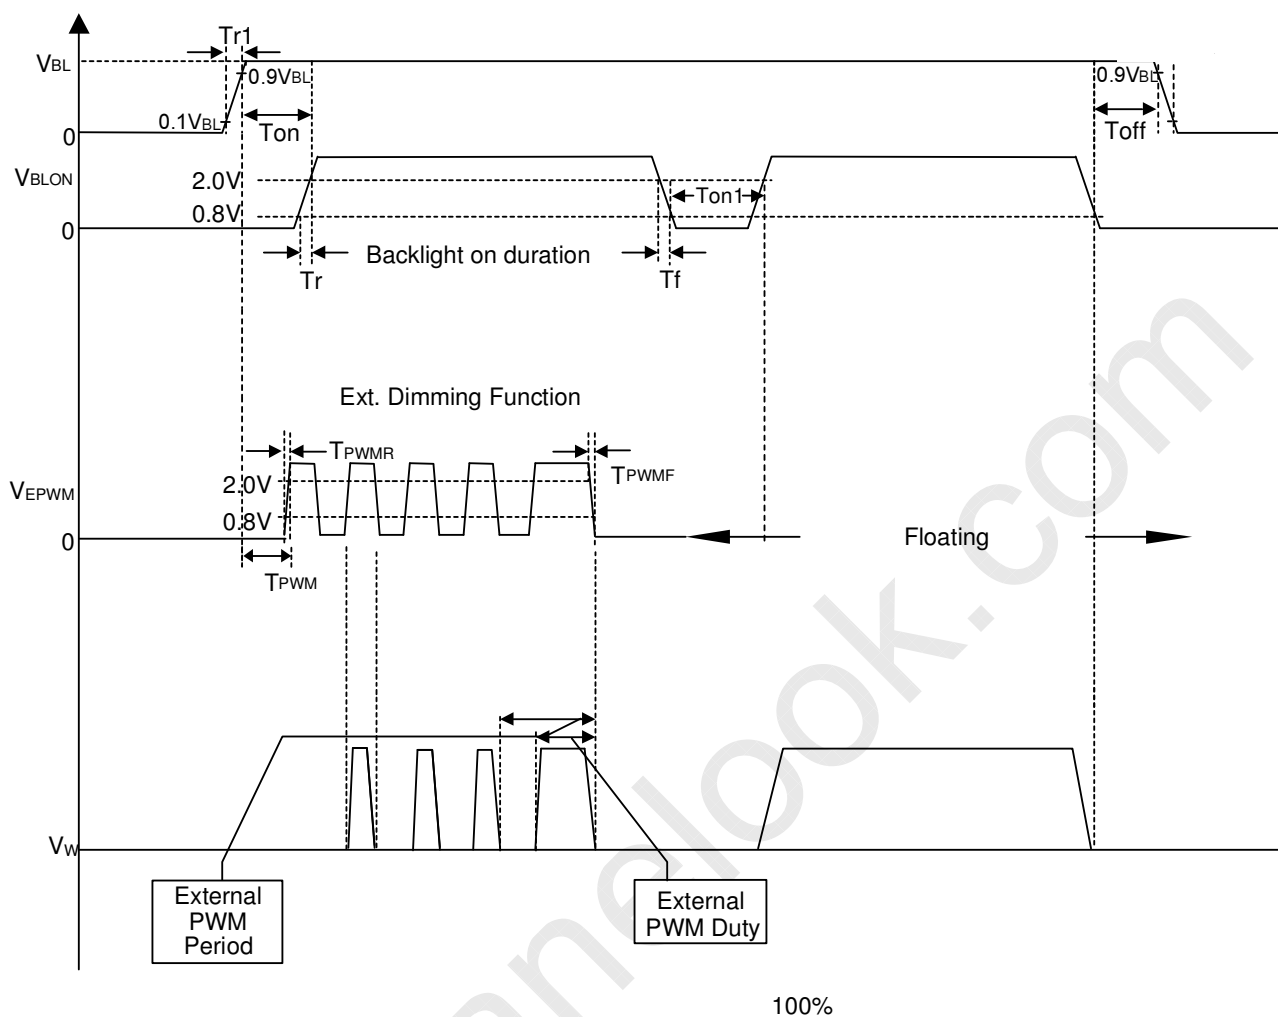 Tr1
VBL
0.9VBL
0.9VBL
0.1VBL
Ton
Toff
0
VBLON
2.0V
Ton1
0.8V
0
Backlight on duration
Tr
Tf
Ext. Dimming Function
TPWMR
TPWMF
VEPWM
2.0V
0.8V
0
Floating
TPWM
VW
External
PWM
Period
External
PWM Duty
100%
anelook.com